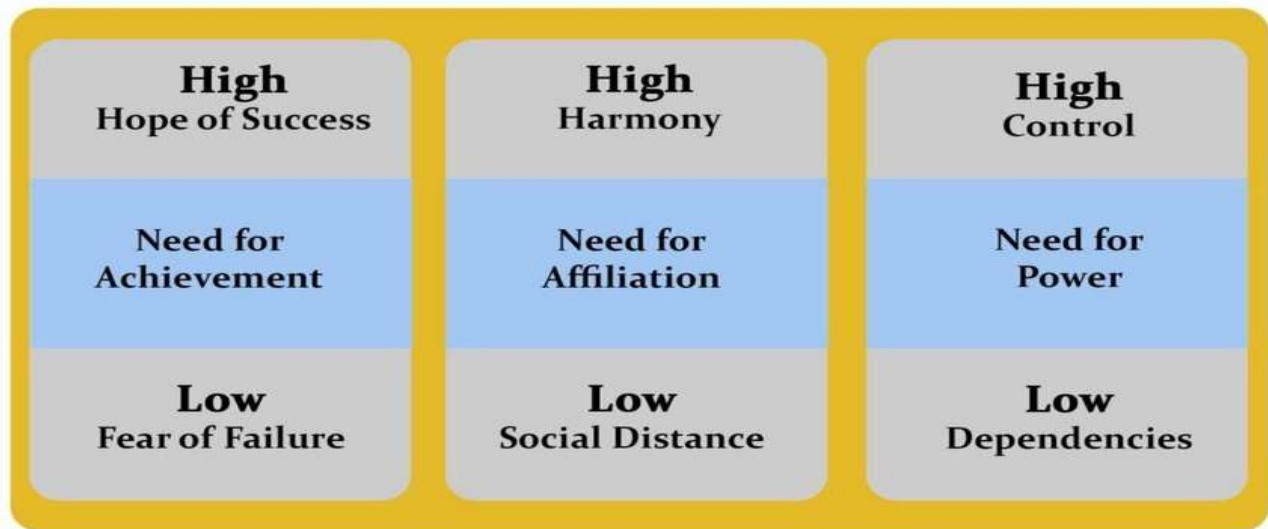 High
Hope of Success
Need for
Achievement
Low
Fear of Failure
High
Harmony
Need for
Affiliation
Low
Social Distance
High
Control
Need for
Power
Low
Dependencies